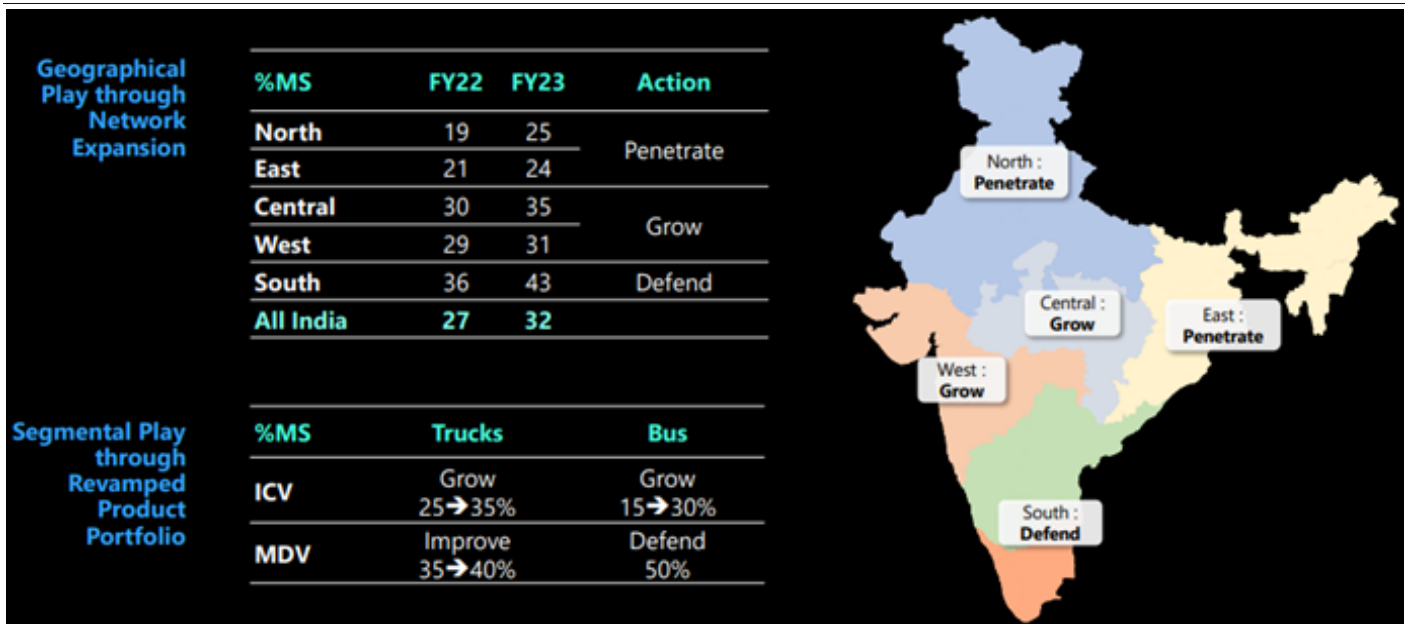 Geographical
Play through
Network
Expansion
%MS FY22 FY23 Action
North 19 25
Penetrate
East 21 24
Central 30 35
Grow
West 29 31
South 36 43 Defend
All India 27 32
Segmental Play
through
Revamped
Product
Portfolio
%MS Trucks Bus
ICV
Grow
25➔35%
Grow
15➔30%
MDV
Improve
35➔40%
Defend
50%
North :
Penetrate
Central :
Grow
East :
Penetrate
West :
Grow
South :
Defend